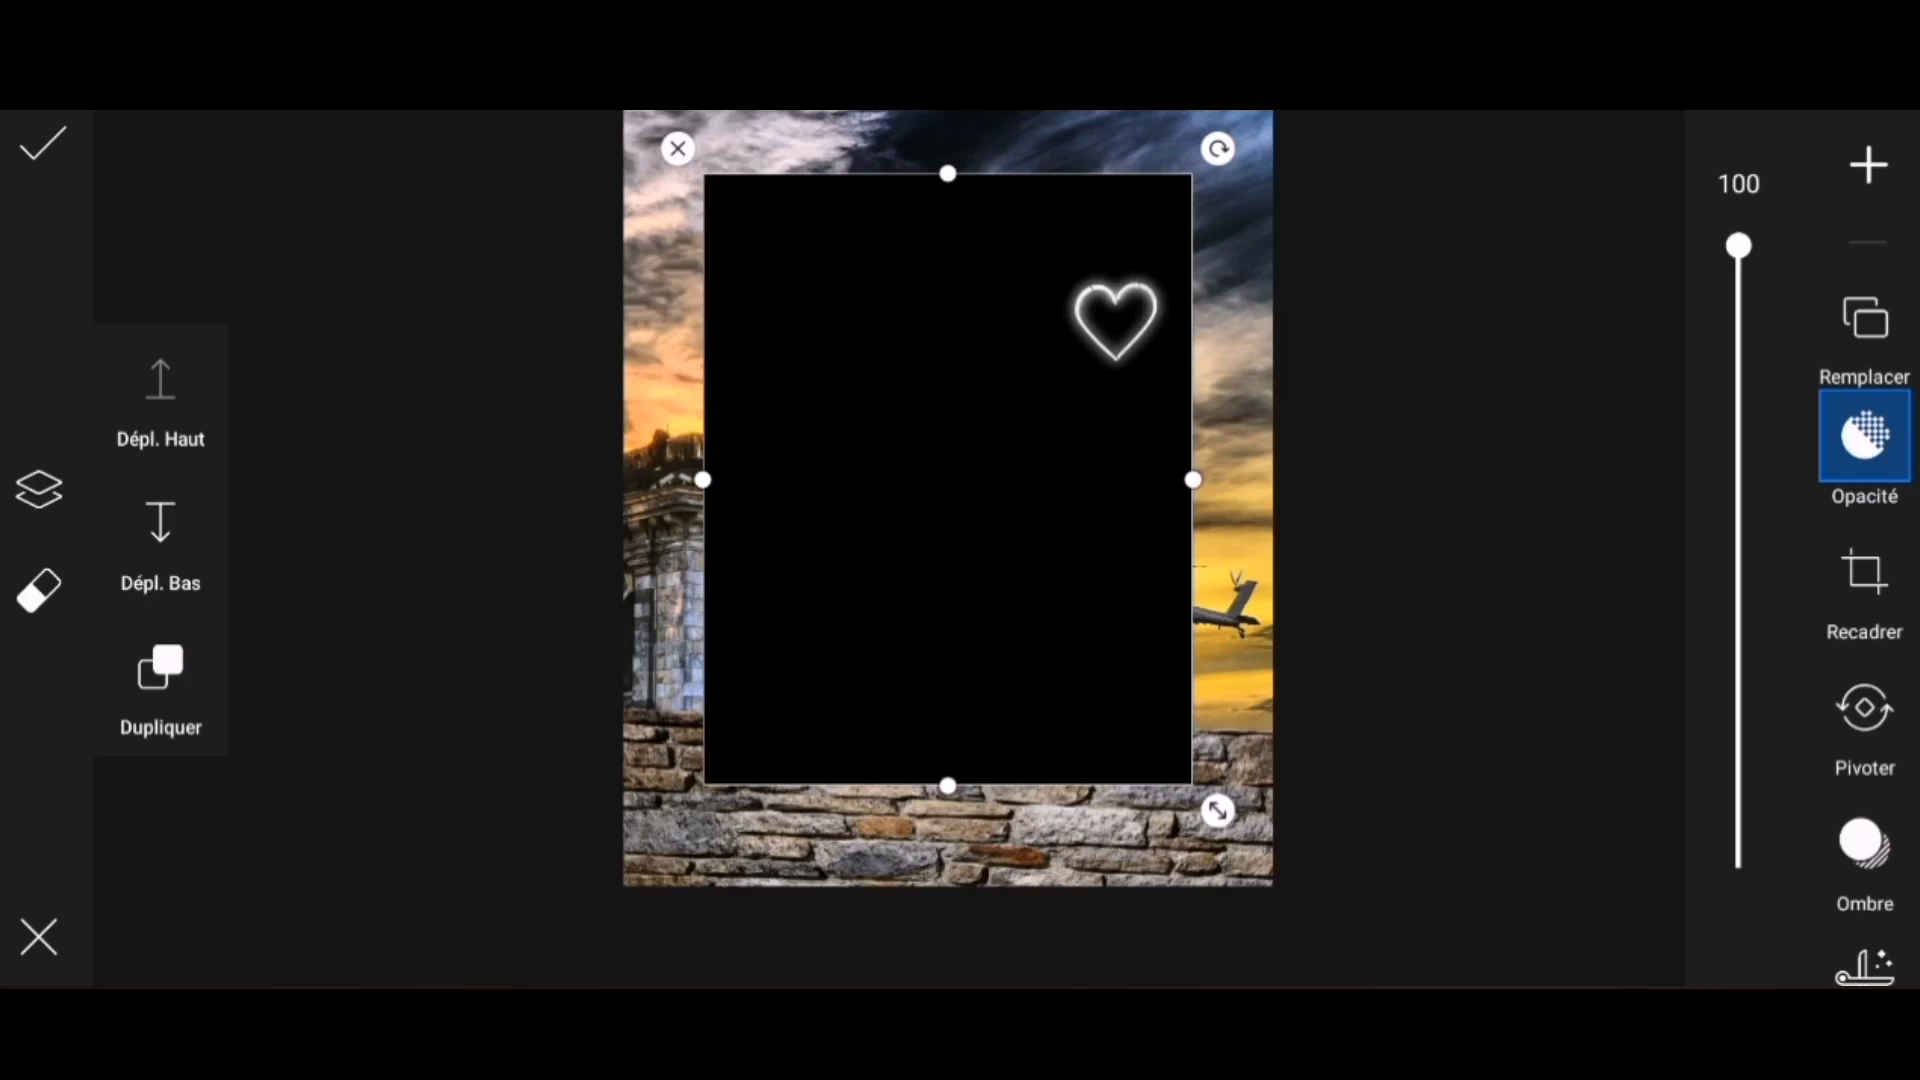 100
Remplacer
Dépl. Haut
Opacité
Dépl. Bas
Recadrer
Dupliquer
Pivoter
Ombre